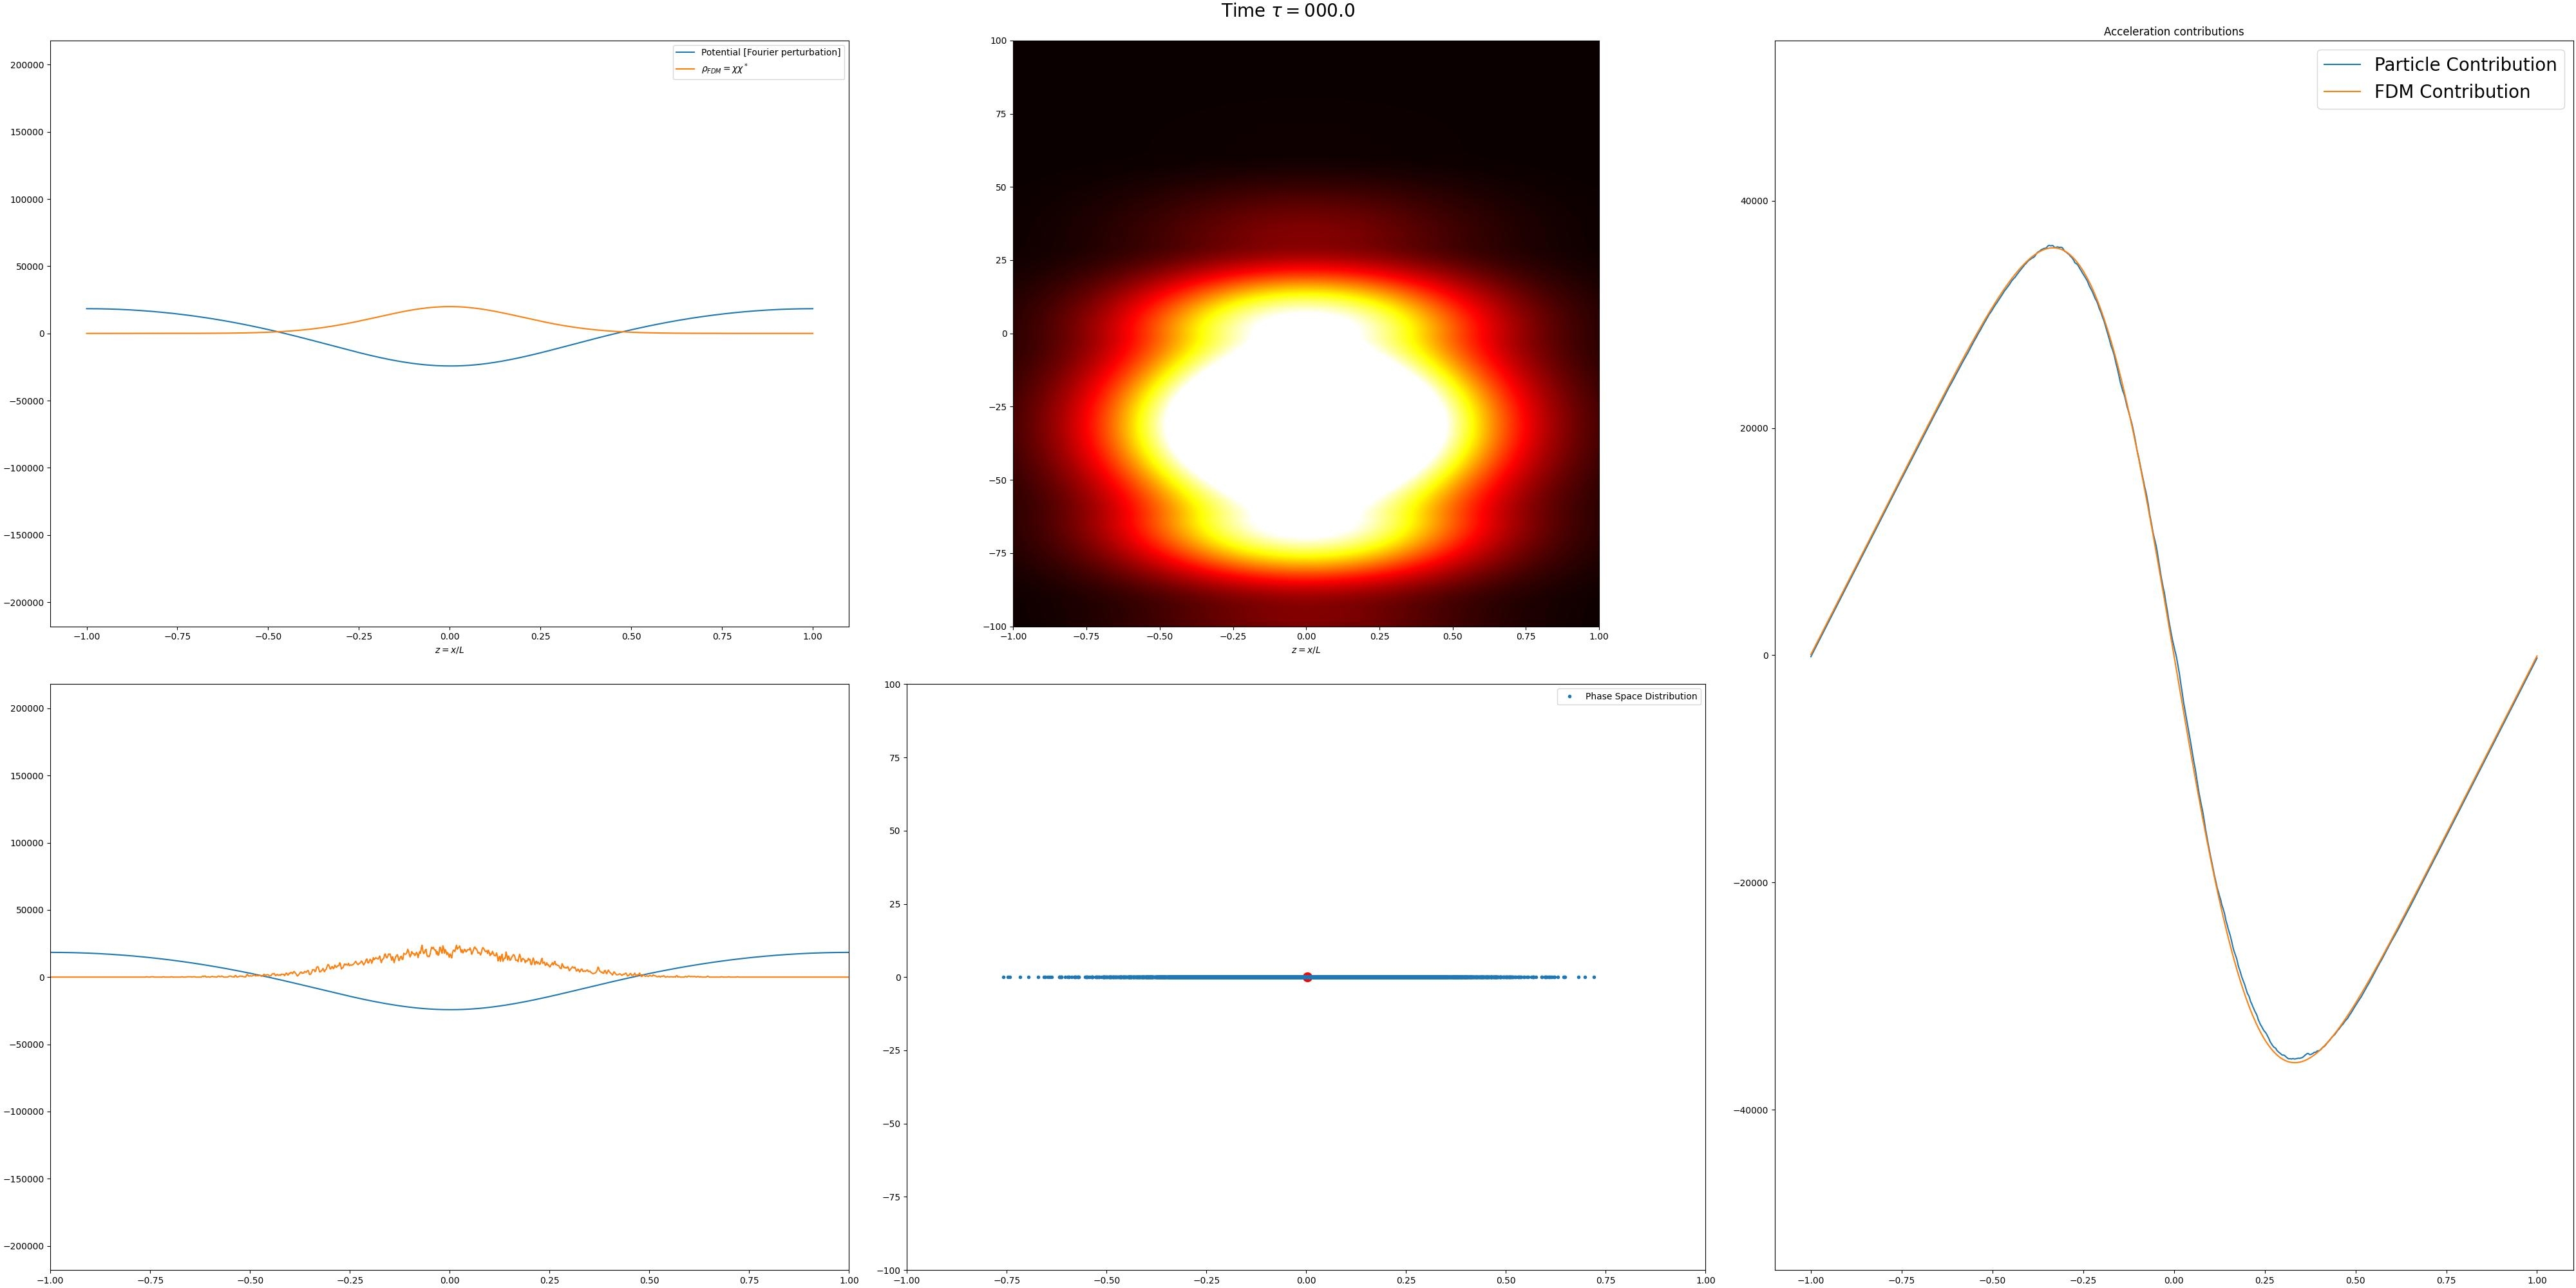 Time τ = 000.0
Potential [Fourier perturbation]
ρFDM = χχ*
200000
150000
100000
50000
0
−50000
−100000
−150000
−200000
−1.00 −0.75 −0.50 −0.25 0.00 0.25 0.50 0.75 1.00
z = x/L
100
75
50
25
0
−25
−50
−75
−100
−1.00 −0.75 −0.50 −0.25 0.00 0.25 0.50 0.75 1.00
z = x/L
Acceleration contributions
Particle Contribution
FDM Contribution
40000
20000
0
−20000
−40000
−1.00 −0.75 −0.50 −0.25 0.00 0.25 0.50 0.75 1.00
200000
150000
100000
50000
0
−50000
−100000
−150000
−200000
−1.00 −0.75 −0.50 −0.25 0.00 0.25 0.50 0.75 1.00
Phase Space Distribution
100
75
50
25
0
−25
−50
−75
−100
−1.00 −0.75 −0.50 −0.25 0.00 0.25 0.50 0.75 1.00